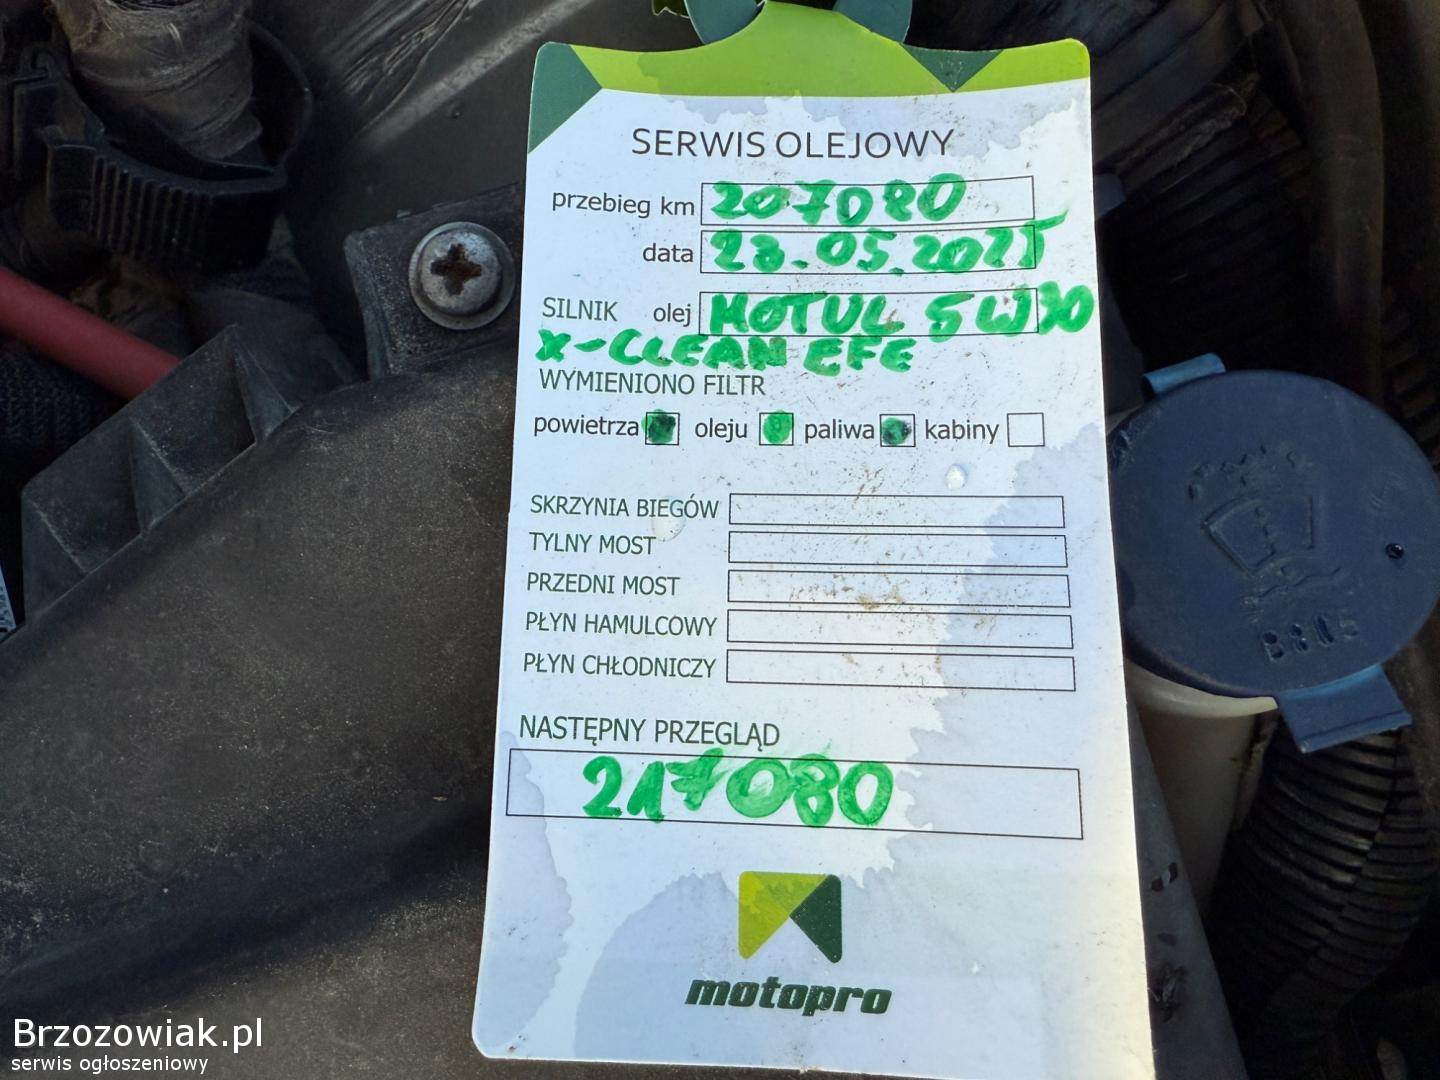 SERWIS OLEJOWY
przebieg km 207080
data 23.05.2025
SILNIK olej MOTUL 5W30
X-CLEAN EFE
WYMIENIONO FILTR
powietrza oleju paliwa kabiny
SKRZYNIA BIEGÓW
TYLNY MOST
PRZEDNI MOST
PŁYN HAMULCOWY
PŁYN CHŁODNICZY
NASTĘPNY PRZEGLĄD
217080
motopro
Brzozowiak.pl
serwis ogłoszeniowy